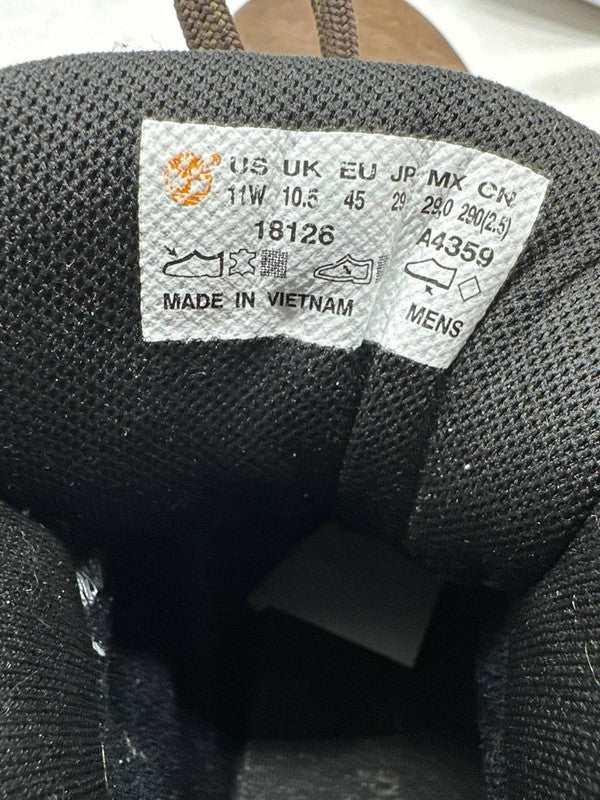 ® US UK EU JP MX CN
11W 10.5 45 29 29.0 290(2.5)
18126 A4359
MADE IN VIETNAM MENS